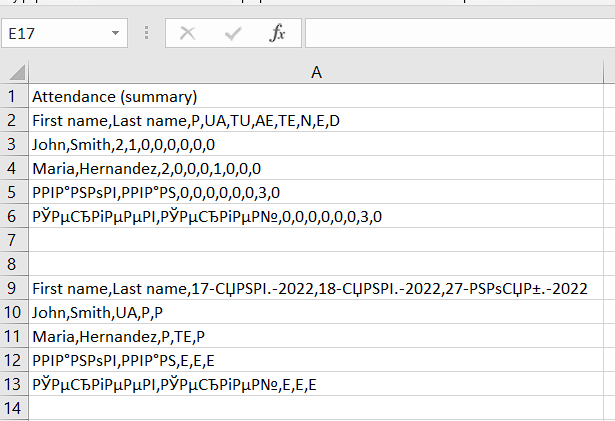 E17
fx
A
1 Attendance (summary)
2 First name,Last name,P,UA,TU,AE,TE,N,E,D
3 John,Smith,2,1,0,0,0,0,0,0
4 Maria,Hernandez,2,0,0,0,1,0,0,0
5 РРІР°РЅРѕРІ,РРІР°РЅ,0,0,0,0,0,0,3,0
6 РЎРµСЂРіРµРµРІ,РЎРµСЂРіРµР№,0,0,0,0,0,0,3,0
7
8
9 First name,Last name,17-СЏРЅРІ.-2022,18-СЏРЅРІ.-2022,27-РЅРѕСЏР±.-2022
10 John,Smith,UA,P,P
11 Maria,Hernandez,P,TE,P
12 РРІР°РЅРѕРІ,РРІР°РЅ,E,E,E
13 РЎРµСЂРіРµРµРІ,РЎРµСЂРіРµР№,E,E,E
14